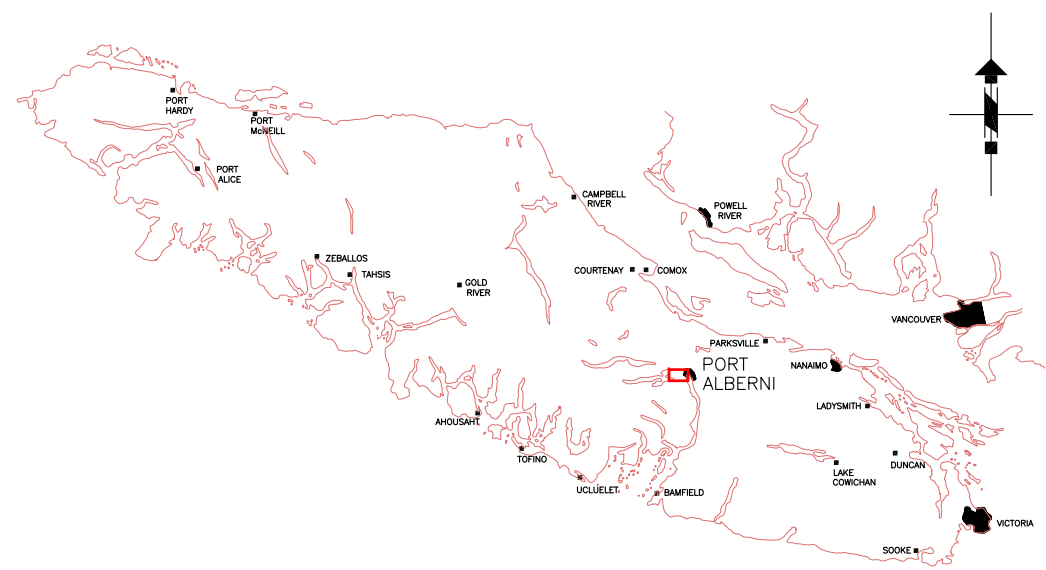 PORT
HARDY
PORT
McNEILL
PORT
ALICE
CAMPBELL
RIVER
POWELL
RIVER
ZEBALLOS
TAHSIS
COURTENAY
COMOX
GOLD
RIVER
VANCOUVER
PARKSVILLE
NANAIMO
PORT
ALBERNI
LADYSMITH
AHOUSAHT
TOFINO
DUNCAN
LAKE
COWICHAN
UCLUELET
BAMFIELD
VICTORIA
SOOKE